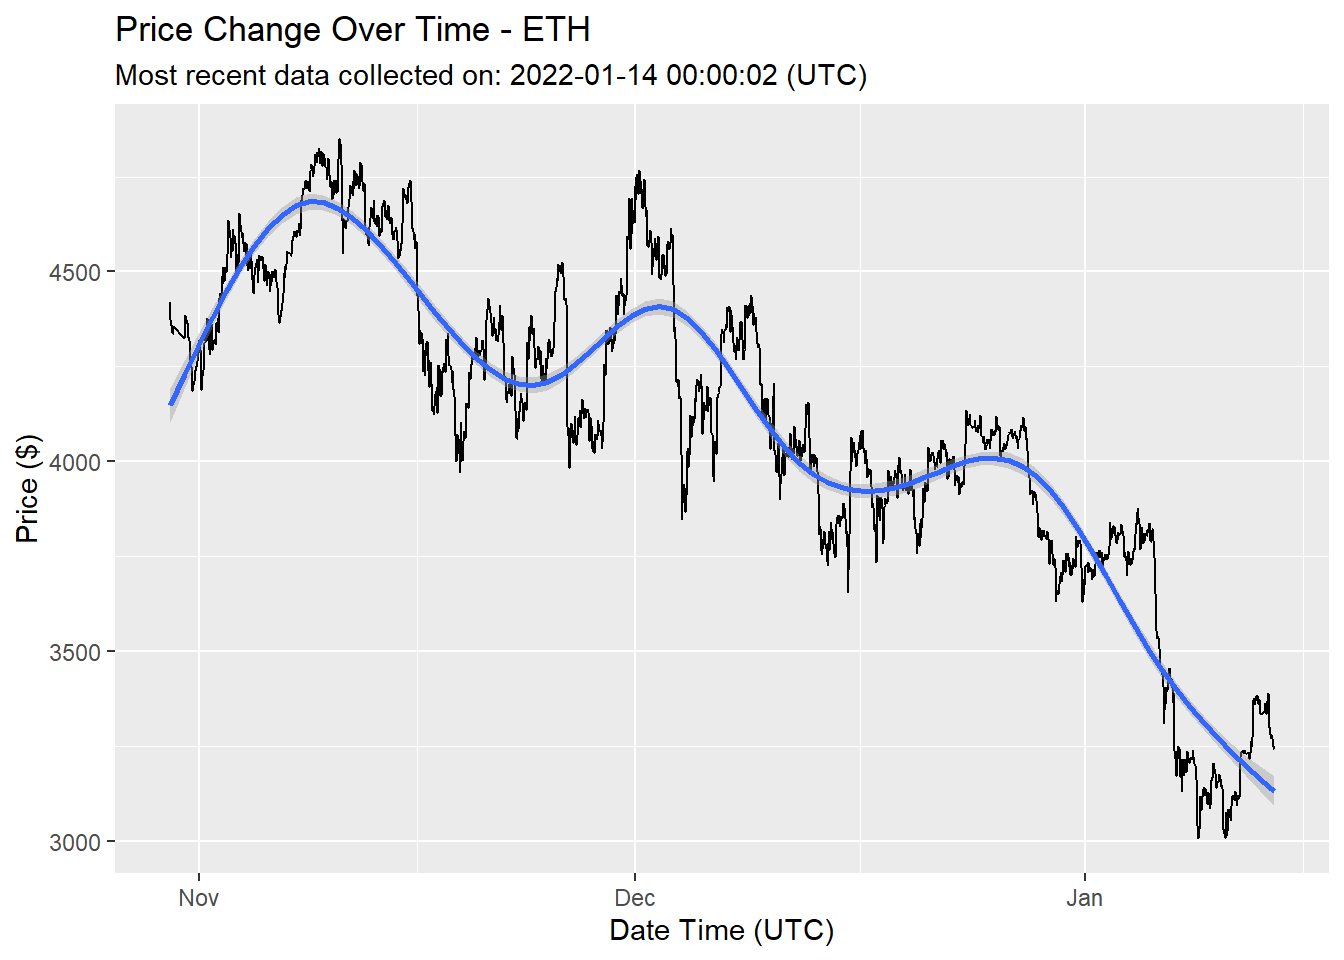 Price Change Over Time - ETH
Most recent data collected on: 2022-01-14 00:00:02 (UTC)
Price ($)
4500
4000
3500
3000
Nov
Dec
Jan
Date Time (UTC)